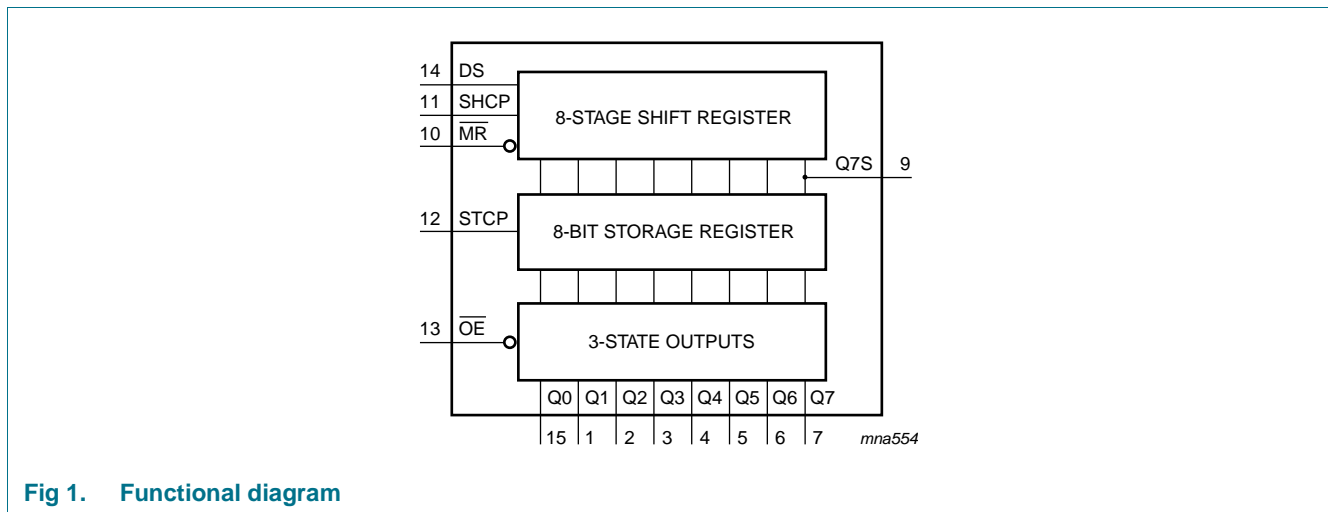 14 DS
11 SHCP
8-STAGE SHIFT REGISTER
10 M̅R̅
Q7S 9
12 STCP
8-BIT STORAGE REGISTER
13 O̅E̅
3-STATE OUTPUTS
Q0 Q1 Q2 Q3 Q4 Q5 Q6 Q7
15 1 2 3 4 5 6 7 mna554
Fig 1. Functional diagram